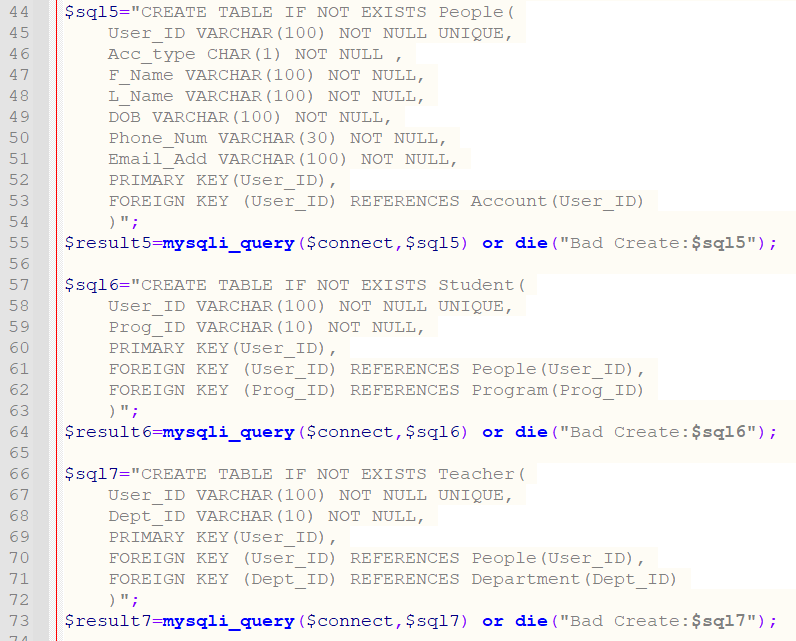 44 $sql5="CREATE TABLE IF NOT EXISTS People(
45 User_ID VARCHAR(100) NOT NULL UNIQUE,
46 Acc_type CHAR(1) NOT NULL ,
47 F_Name VARCHAR(100) NOT NULL,
48 L_Name VARCHAR(100) NOT NULL,
49 DOB VARCHAR(100) NOT NULL,
50 Phone_Num VARCHAR(30) NOT NULL,
51 Email_Add VARCHAR(100) NOT NULL,
52 PRIMARY KEY(User_ID),
53 FOREIGN KEY (User_ID) REFERENCES Account(User_ID)
54 )";
55 $result5=mysqli_query($connect,$sql5) or die("Bad Create:$sql5");
56
57 $sql6="CREATE TABLE IF NOT EXISTS Student(
58 User_ID VARCHAR(100) NOT NULL UNIQUE,
59 Prog_ID VARCHAR(10) NOT NULL,
60 PRIMARY KEY(User_ID),
61 FOREIGN KEY (User_ID) REFERENCES People(User_ID),
62 FOREIGN KEY (Prog_ID) REFERENCES Program(Prog_ID)
63 )";
64 $result6=mysqli_query($connect,$sql6) or die("Bad Create:$sql6");
65
66 $sql7="CREATE TABLE IF NOT EXISTS Teacher(
67 User_ID VARCHAR(100) NOT NULL UNIQUE,
68 Dept_ID VARCHAR(10) NOT NULL,
69 PRIMARY KEY(User_ID),
70 FOREIGN KEY (User_ID) REFERENCES People(User_ID),
71 FOREIGN KEY (Dept_ID) REFERENCES Department(Dept_ID)
72 )";
73 $result7=mysqli_query($connect,$sql7) or die("Bad Create:$sql7");